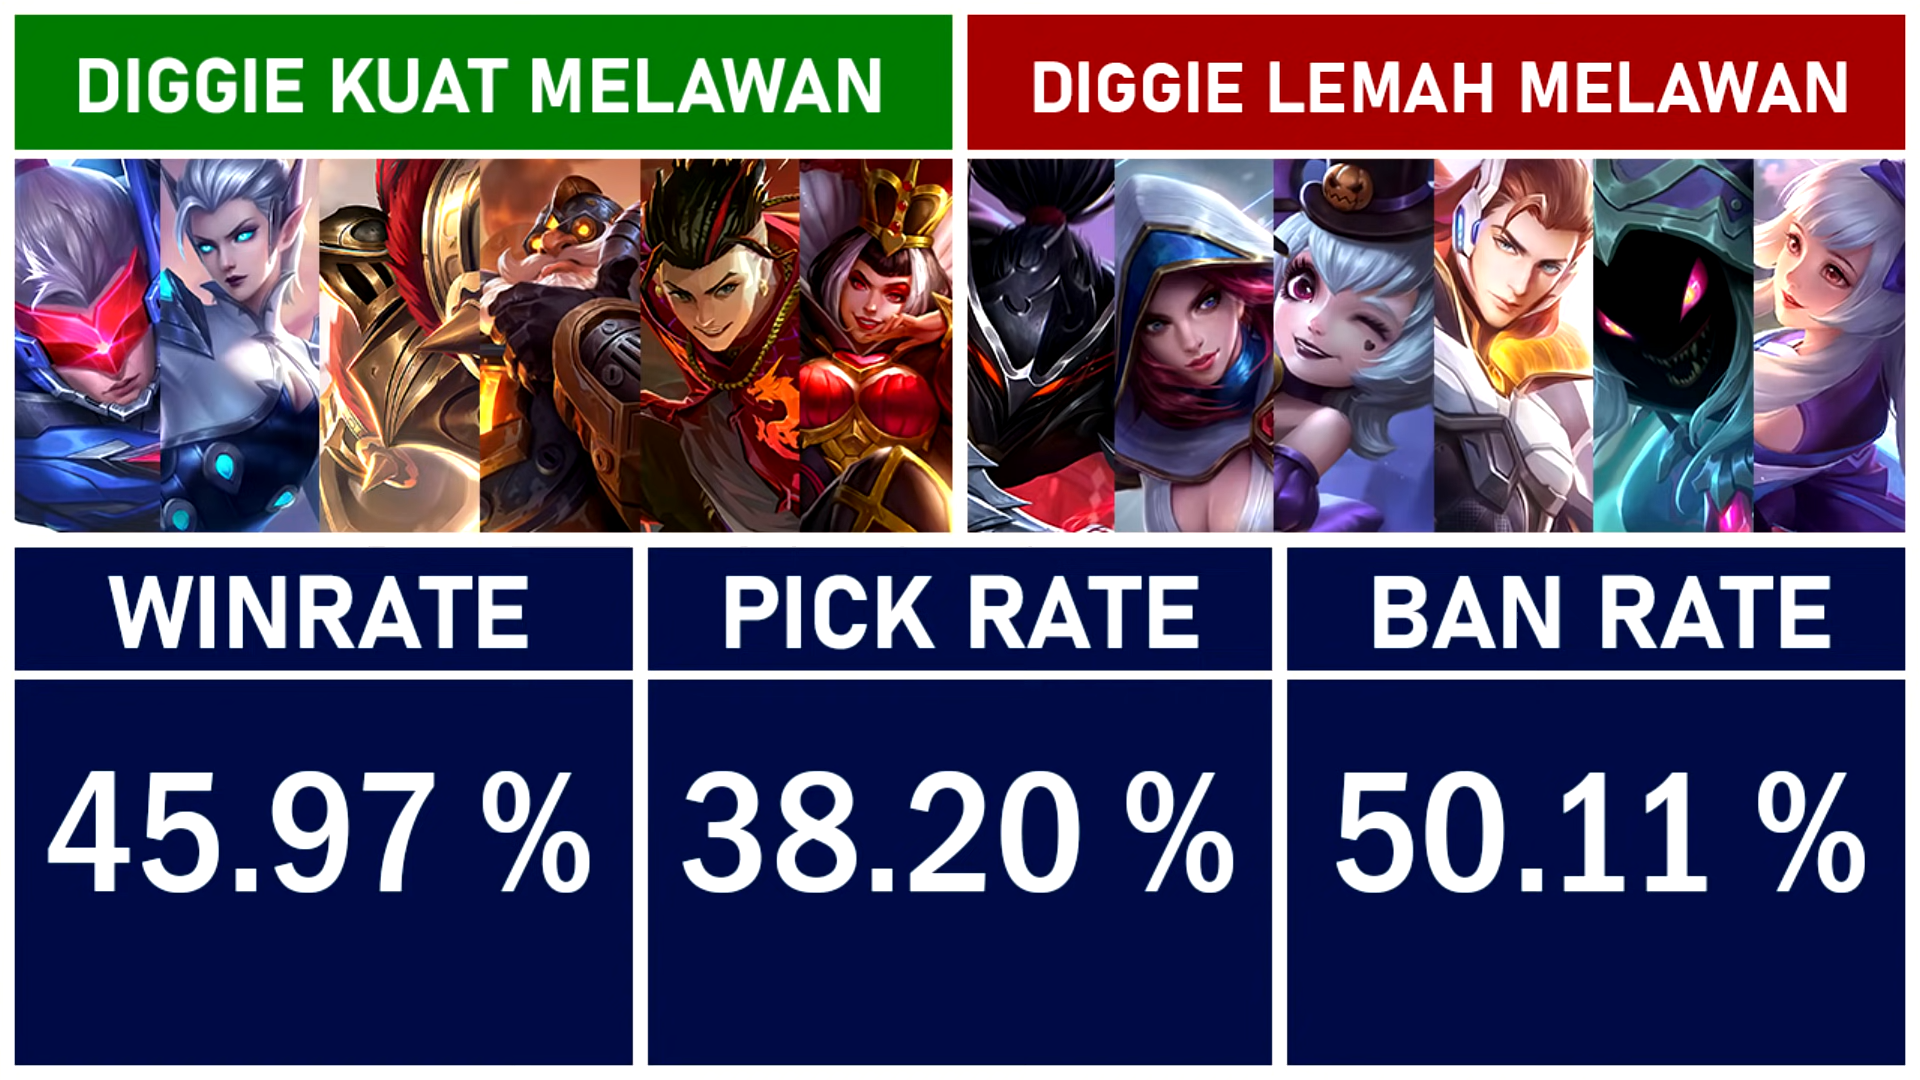 DIGGIE KUAT MELAWAN
DIGGIE LEMAH MELAWAN
WINRATE
PICK RATE
BAN RATE
45.97 %
38.20 %
50.11 %